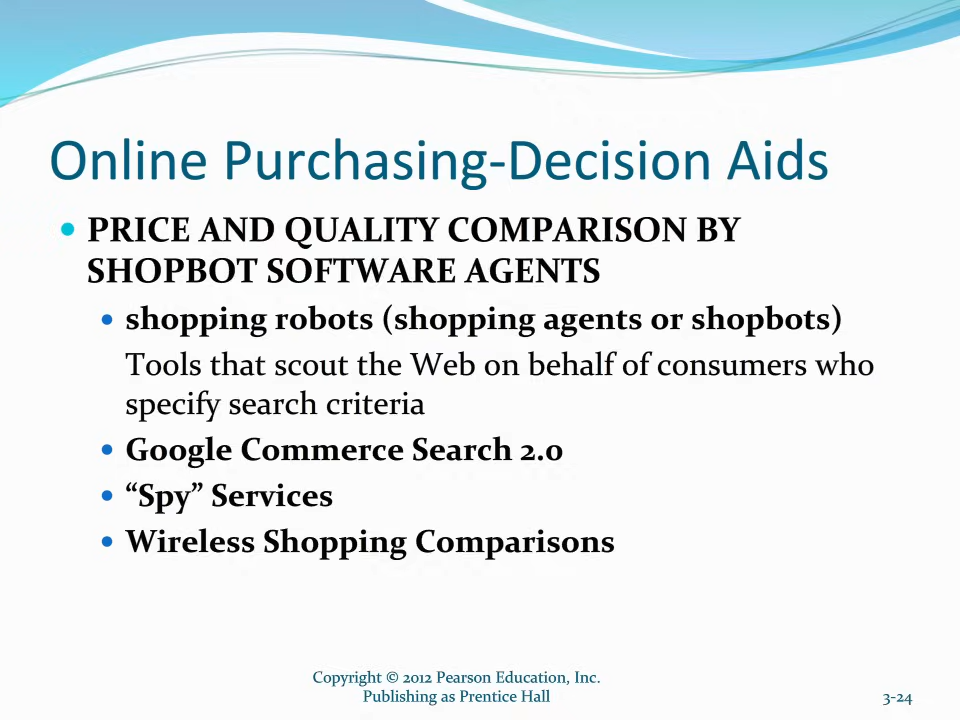 Online Purchasing-Decision Aids
PRICE AND QUALITY COMPARISON BY
SHOPBOT SOFTWARE AGENTS
shopping robots (shopping agents or shopbots)
Tools that scout the Web on behalf of consumers who
specify search criteria
Google Commerce Search 2.0
“Spy” Services
Wireless Shopping Comparisons
Copyright © 2012 Pearson Education, Inc.
Publishing as Prentice Hall
3-24